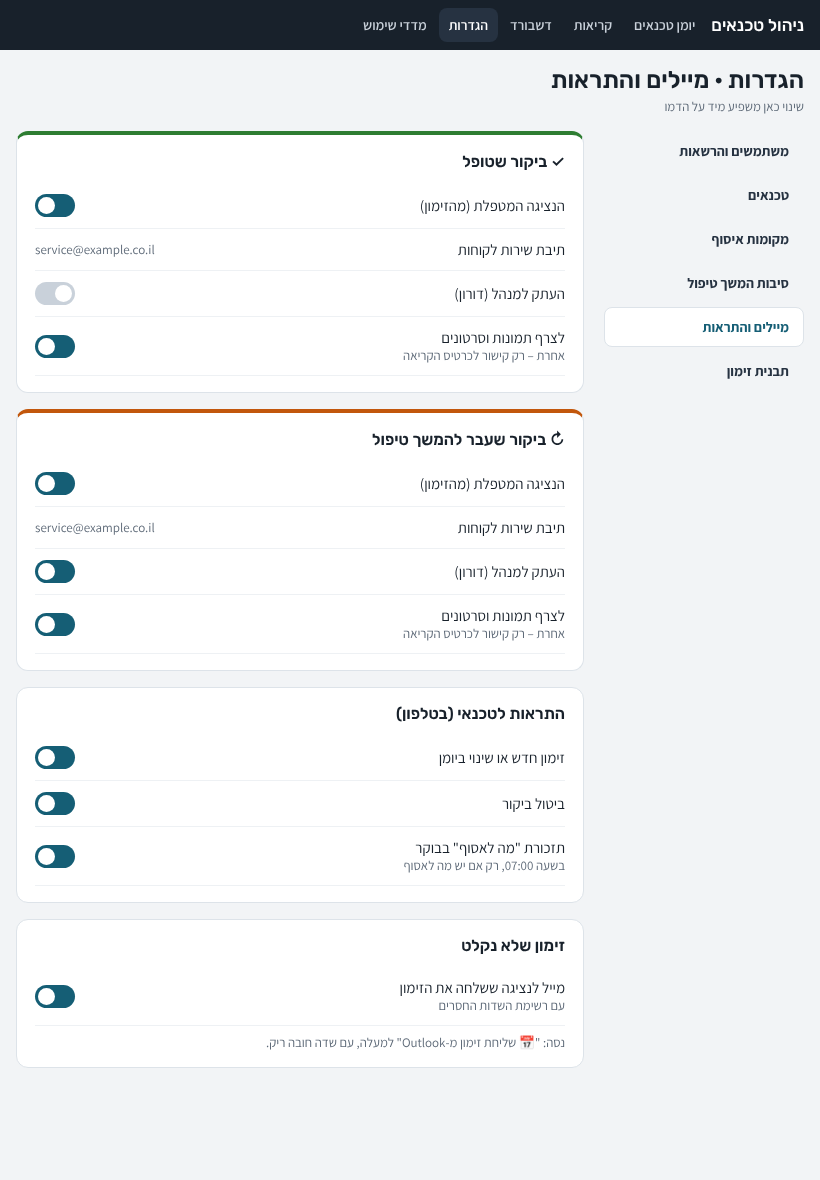 ניהול טכנאים
יומן טכנאים
קריאות
דשבורד
הגדרות
מדדי שימוש
הגדרות • מיילים והתראות
שינוי כאן משפיע מיד על הדמו
משתמשים והרשאות
טכנאים
מקומות איסוף
סיבות המשך טיפול
מיילים והתראות
תבנית זימון
✓ ביקור שטופל
הנציגה המטפלת (מהזימון)
תיבת שירות לקוחות
service@example.co.il
העתק למנהל (דורון)
לצרף תמונות וסרטונים
אחרת – רק קישור לכרטיס הקריאה
↻ ביקור שעבר להמשך טיפול
הנציגה המטפלת (מהזימון)
תיבת שירות לקוחות
service@example.co.il
העתק למנהל (דורון)
לצרף תמונות וסרטונים
אחרת – רק קישור לכרטיס הקריאה
התראות לטכנאי (בטלפון)
זימון חדש או שינוי ביומן
ביטול ביקור
תזכורת "מה לאסוף" בבוקר
בשעה 07:00, רק אם יש מה לאסוף
זימון שלא נקלט
מייל לנציגה ששלחה את הזימון
עם רשימת השדות החסרים
נסה: "📅 שליחת זימון מ-Outlook" למעלה, עם שדה חובה ריק.